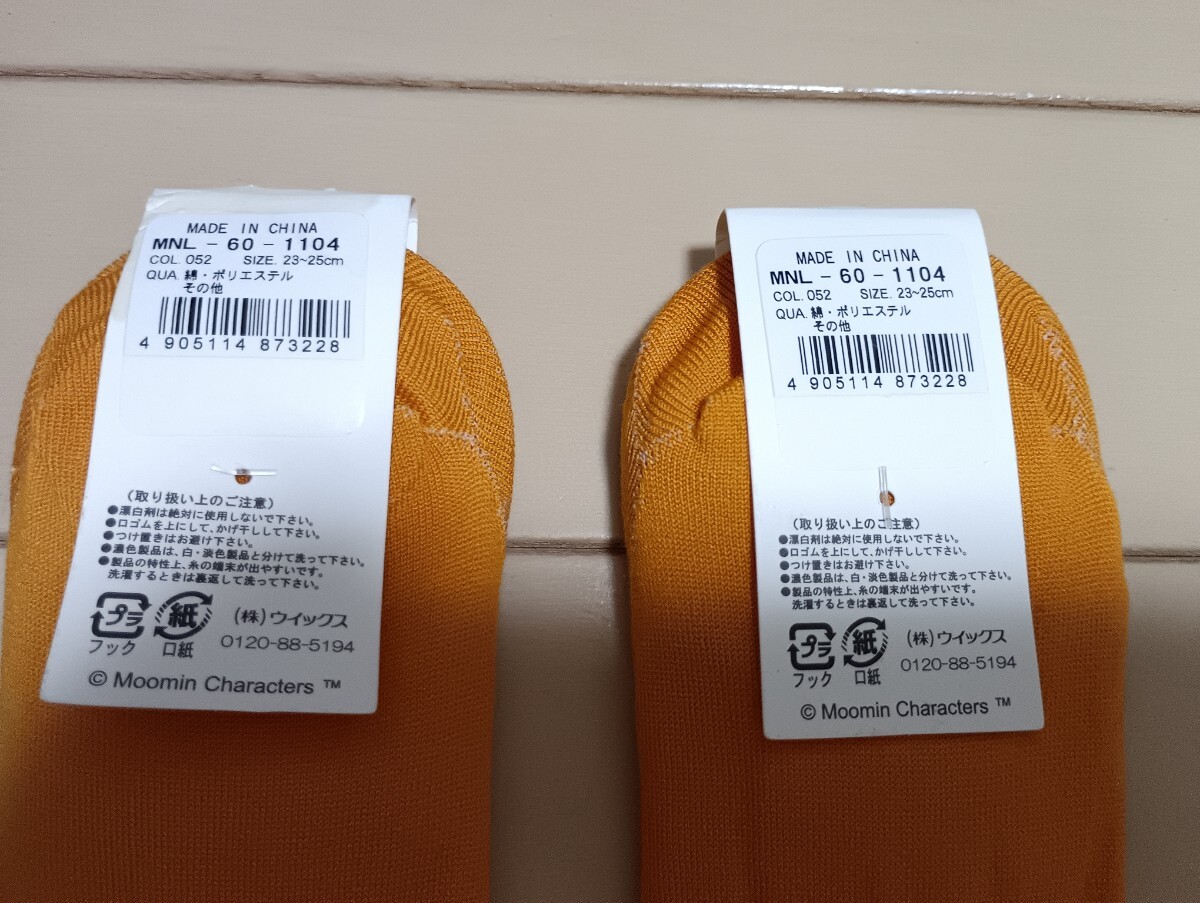 MADE IN CHINA
MNL - 60 - 1104
COL. 052 SIZE. 23~25cm
QUA. 綿・ポリエステル
その他
4 905114 873228
(取り扱い上のご注意)
●漂白剤は絶対に使用しないで下さい。
●口ゴムを上にして、かげ干しして下さい。
●つけ置きはお避け下さい。
●濃色製品は、白・淡色製品と分けて洗って下さい。
●製品の特性上、糸の端末が出やすいです。
洗濯するときは裏返して洗って下さい。
プラ 紙 (株)ウイックス
フック 口紙 0120-88-5194
© Moomin Characters ™
MADE IN CHINA
MNL - 60 - 1104
COL. 052 SIZE. 23~25cm
QUA. 綿・ポリエステル
その他
4 905114 873228
(取り扱い上のご注意)
●漂白剤は絶対に使用しないで下さい。
●口ゴムを上にして、かげ干しして下さい。
●つけ置きはお避け下さい。
●濃色製品は、白・淡色製品と分けて洗って下さい。
●製品の特性上、糸の端末が出やすいです。
洗濯するときは裏返して洗って下さい。
プラ 紙 (株)ウイックス
フック 口紙 0120-88-5194
© Moomin Characters ™